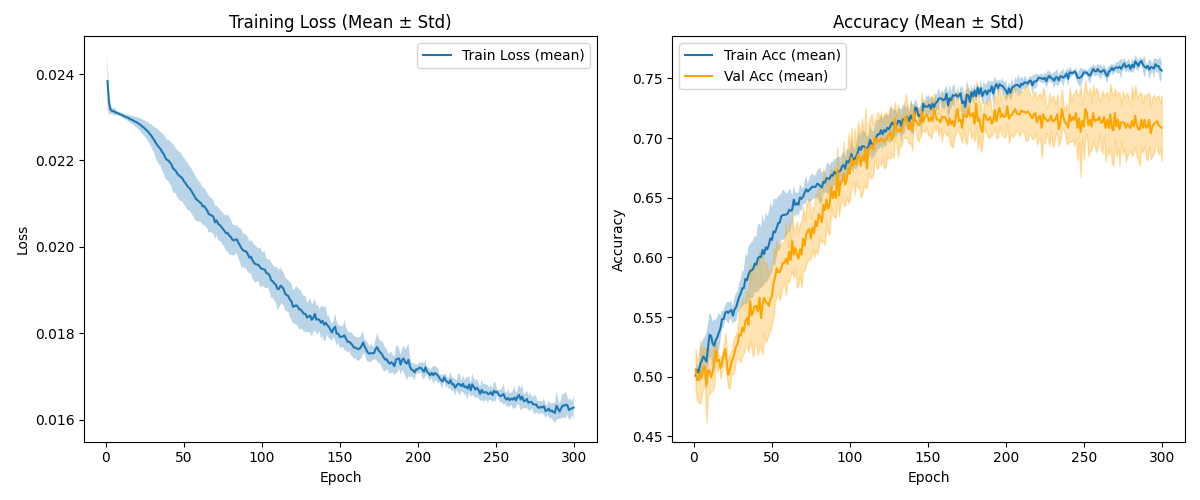 Training Loss (Mean ± Std)
Train Loss (mean)
0.024
0.022
0.020
0.018
0.016
Loss
0 50 100 150 200 250 300
Epoch
Accuracy (Mean ± Std)
Train Acc (mean)
Val Acc (mean)
0.75
0.70
0.65
0.60
0.55
0.50
0.45
Accuracy
0 50 100 150 200 250 300
Epoch